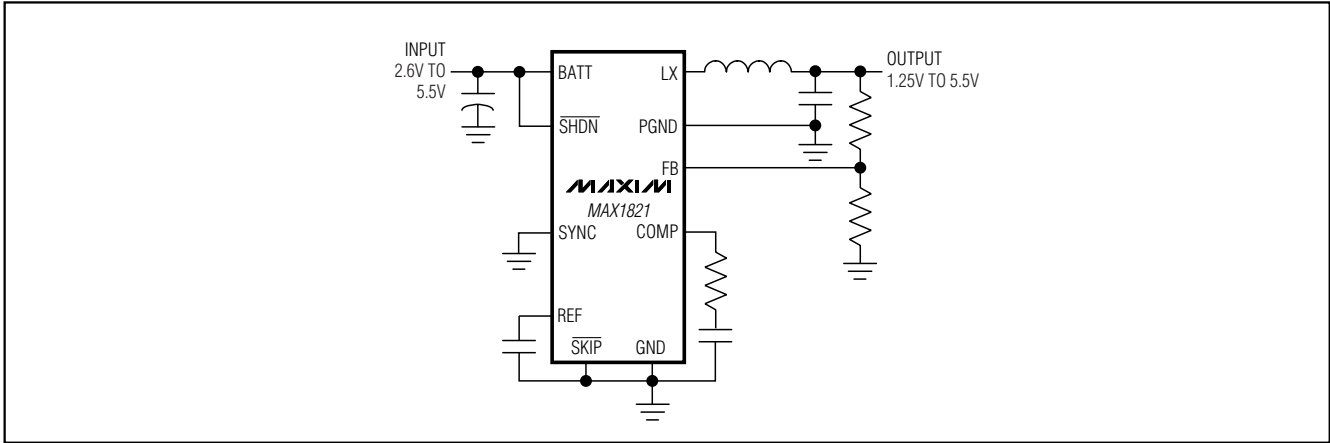 INPUT
2.6V TO
5.5V
BATT
SHDN
SYNC
REF
SKIP
GND
LX
PGND
FB
COMP
MAXIM
MAX1821
OUTPUT
1.25V TO 5.5V